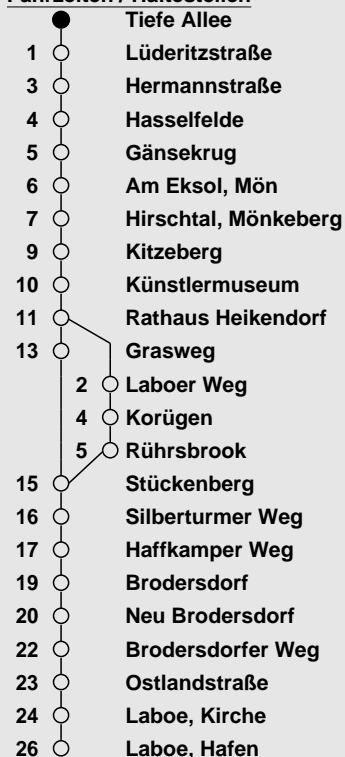 Fahrzeiten / Haltestellen
Tiefe Allee
1 Lüderitzstraße
3 Hermannstraße
4 Hasselfelde
5 Gänsekrug
6 Am Eksol, Mön
7 Hirschtal, Mönkeberg
9 Kitzeberg
10 Künstlermuseum
11 Rathaus Heikendorf
13 Grasweg
2 Laboer Weg
4 Korügen
5 Rührsbrook
15 Stückenberg
16 Silberturmer Weg
17 Haffkamper Weg
19 Brodersdorf
20 Neu Brodersdorf
22 Brodersdorfer Weg
23 Ostlandstraße
24 Laboe, Kirche
26 Laboe, Hafen